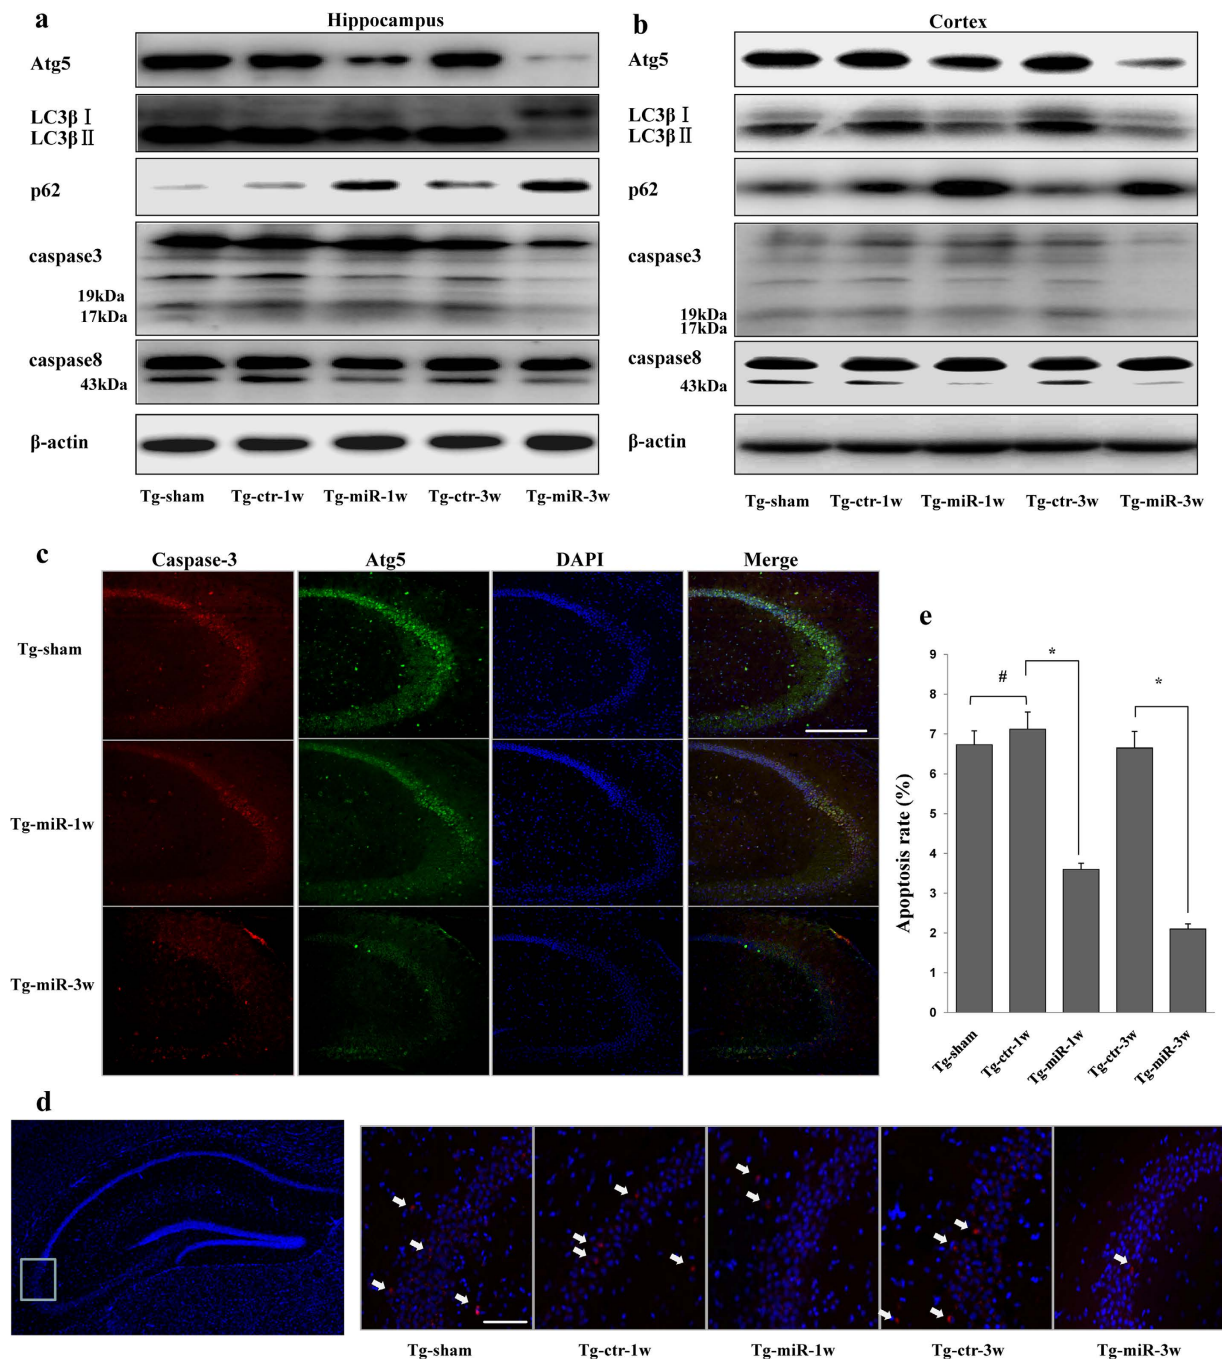 a
Hippocampus
Atg5
LC3β Ⅰ
LC3β Ⅱ
p62
caspase3
19kDa
17kDa
caspase8
43kDa
β-actin
Tg-sham Tg-ctr-1w Tg-miR-1w Tg-ctr-3w Tg-miR-3w
b
Cortex
Atg5
LC3β Ⅰ
LC3β Ⅱ
p62
caspase3
19kDa
17kDa
caspase8
43kDa
β-actin
Tg-sham Tg-ctr-1w Tg-miR-1w Tg-ctr-3w Tg-miR-3w
c
Caspase-3 Atg5 DAPI Merge
Tg-sham
Tg-miR-1w
Tg-miR-3w
e
Apoptosis rate (%)
9
8
7
6
5
4
3
2
1
0
# * *
Tg-sham Tg-ctr-1w Tg-miR-1w Tg-ctr-3w Tg-miR-3w
d
Tg-sham Tg-ctr-1w Tg-miR-1w Tg-ctr-3w Tg-miR-3w